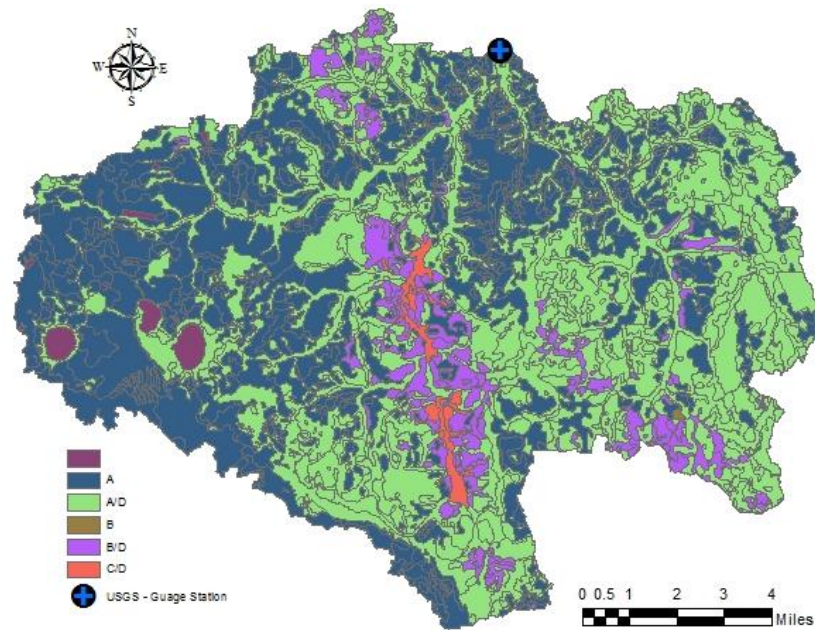 N
W E
S
A
A/D
B
B/D
C/D
USGS - Guage Station
0 0.5 1 2 3 4
Miles